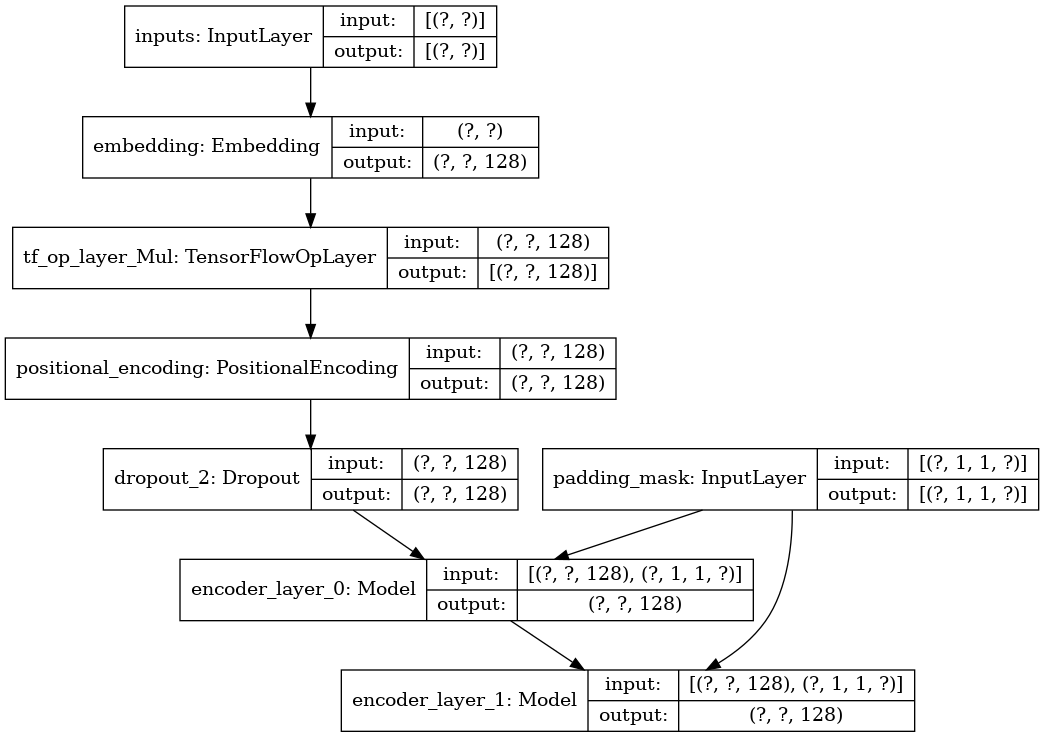 inputs: InputLayer
input: [(?, ?)]
output: [(?, ?)]
embedding: Embedding
input: (?, ?)
output: (?, ?, 128)
tf_op_layer_Mul: TensorFlowOpLayer
input: (?, ?, 128)
output: [(?, ?, 128)]
positional_encoding: PositionalEncoding
input: (?, ?, 128)
output: (?, ?, 128)
dropout_2: Dropout
input: (?, ?, 128)
output: (?, ?, 128)
padding_mask: InputLayer
input: [(?, 1, 1, ?)]
output: [(?, 1, 1, ?)]
encoder_layer_0: Model
input: [(?, ?, 128), (?, 1, 1, ?)]
output: (?, ?, 128)
encoder_layer_1: Model
input: [(?, ?, 128), (?, 1, 1, ?)]
output: (?, ?, 128)